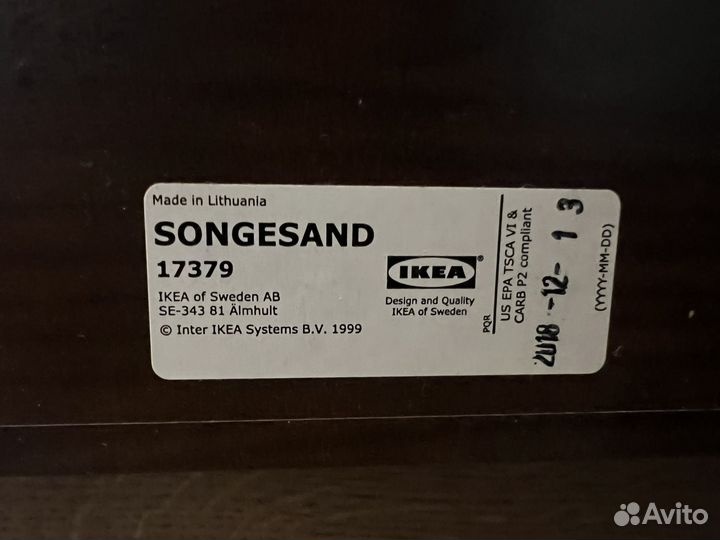 Made in Lithuania
SONGESAND
17379
IKEA of Sweden AB
SE-343 81 Älmhult
© Inter IKEA Systems B.V. 1999
IKEA
Design and Quality
IKEA of Sweden
PQR
US EPA TSCA VI &
CARB P2 compliant
2018-12-13
(YYYY-MM-DD)
Avito